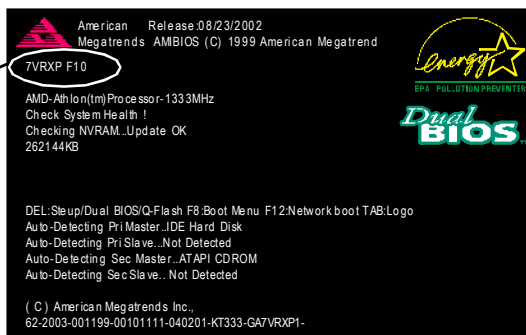 American Release:08/23/2002
Megatrends AMIBIOS (C) 1999 American Megatrend
7VRXP F10
energy
EPA POLLUTION PREVENTER
AMD-Athlon(tm)Processor-1333MHz
Check System Health !
Checking NVRAM..Update OK
262144KB
Dual
BIOS
DEL:Steup/Dual BIOS/Q-Flash F8:Boot Menu F12:Network boot TAB:Logo
Auto-Detecting Pri Master..IDE Hard Disk
Auto-Detecting Pri Slave...Not Detected
Auto-Detecting Sec Master..ATAPI CDROM
Auto-Detecting Sec Slave.. Not Detected
( C ) American Megatrends Inc.,
62-2003-001199-00101111-040201-KT333-GA7VRXP1-